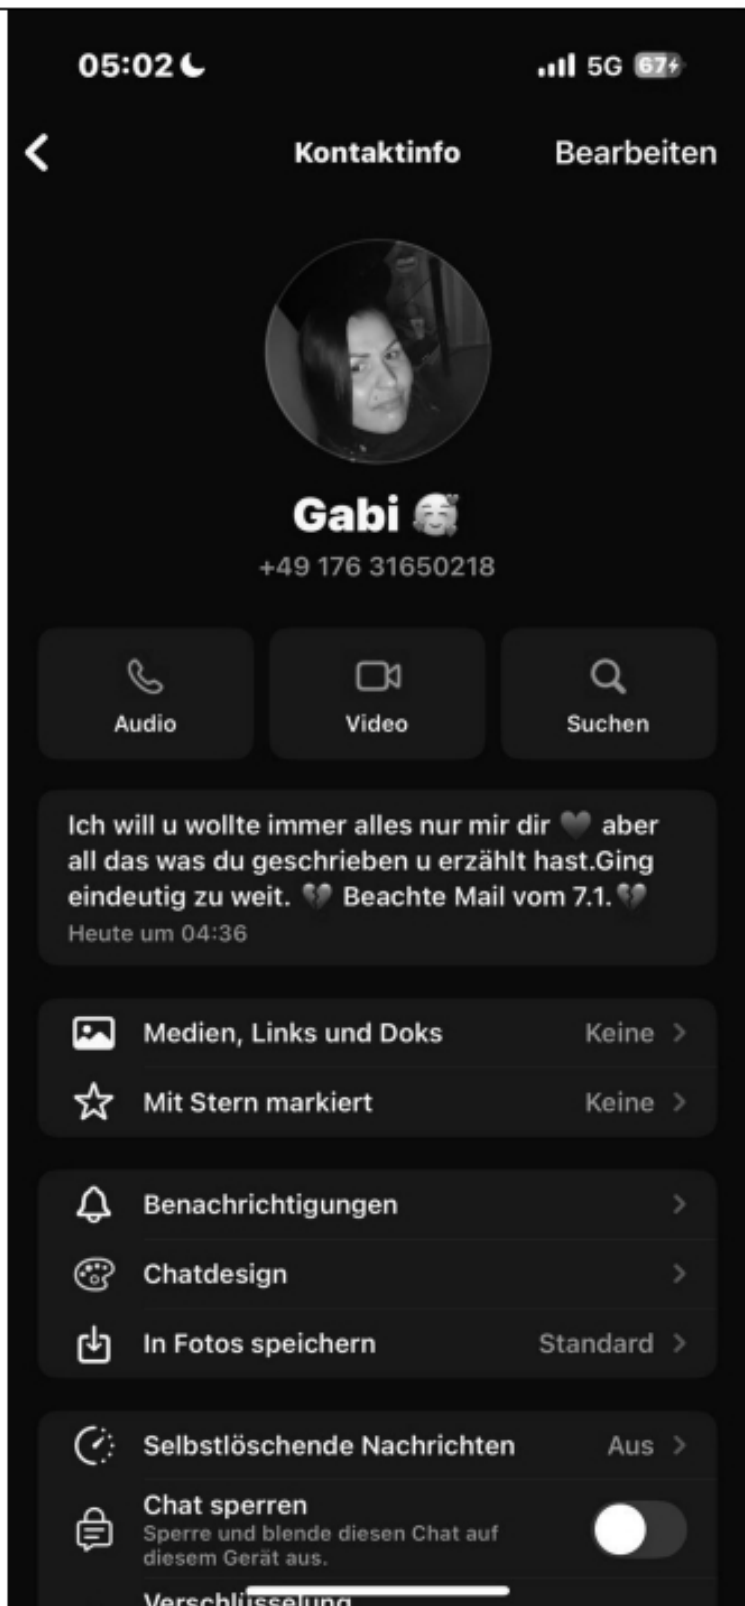 05:02
5G 67
Kontaktinfo
Bearbeiten
Gabi
+49 176 31650218
Audio
Video
Suchen
Ich will u wollte immer alles nur mir dir 🖤 aber
all das was du geschrieben u erzählt hast.Ging
eindeutig zu weit. 💔 Beachte Mail vom 7.1. 💔
Heute um 04:36
Medien, Links und Doks
Keine
Mit Stern markiert
Keine
Benachrichtigungen
Chatdesign
In Fotos speichern
Standard
Selbstlöschende Nachrichten
Aus
Chat sperren
Sperre und blende diesen Chat auf
diesem Gerät aus.
Verschlüsselung